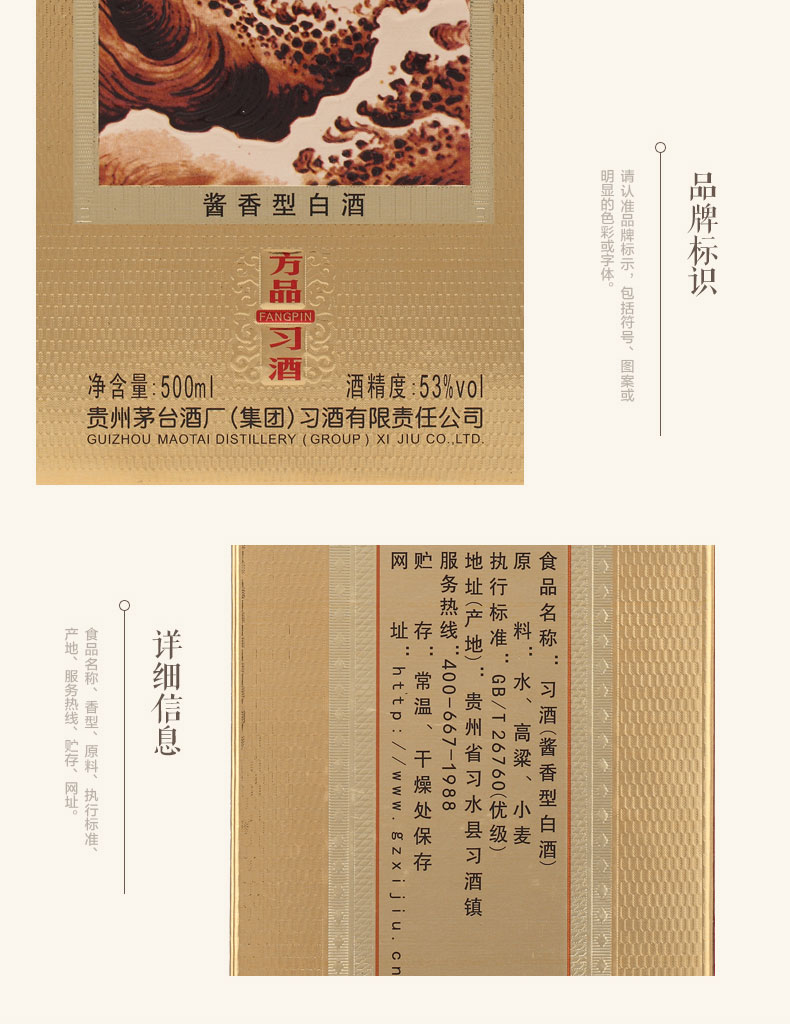 酱香型白酒
方品
FANGPIN
习酒
净含量:500ml
酒精度:53%vol
贵州茅台酒厂(集团)习酒有限责任公司
GUIZHOU MAOTAI DISTILLERY (GROUP) XI JIU CO.,LTD.
品牌标识
请认准品牌标示，包括符号、图案或
明显的色彩或字体。
详细信息
食品名称、香型、原料、执行标准、
产地、服务热线、贮存、网址。
食品名称：习酒(酱香型白酒)
原料：水、高粱、小麦
执行标准：GB/T26760(优级)
地址(产地)：贵州省习水县习酒镇
服务热线：400-667-1988
贮存：常温、干燥处保存
网址：http://www.gzxijiu.cn